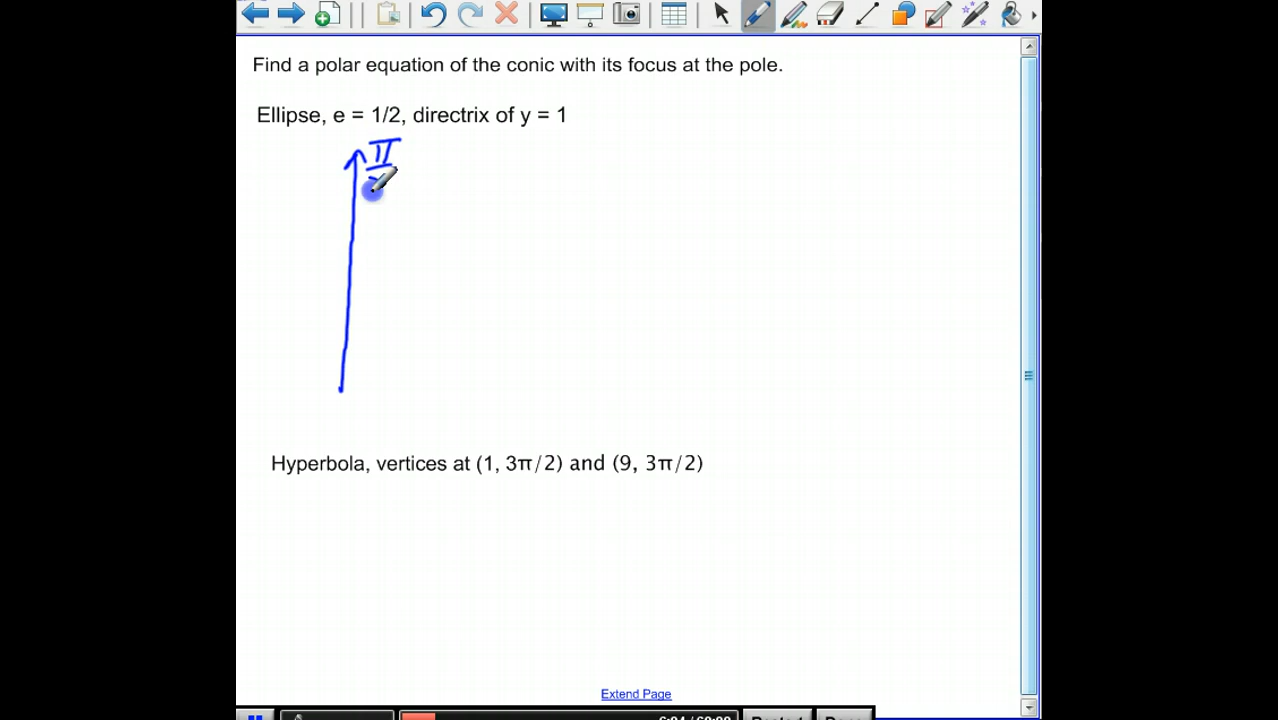 Find a polar equation of the conic with its focus at the pole.
Ellipse, e = 1/2, directrix of y = 1
π
Hyperbola, vertices at (1, 3π/2) and (9, 3π/2)
Extend Page